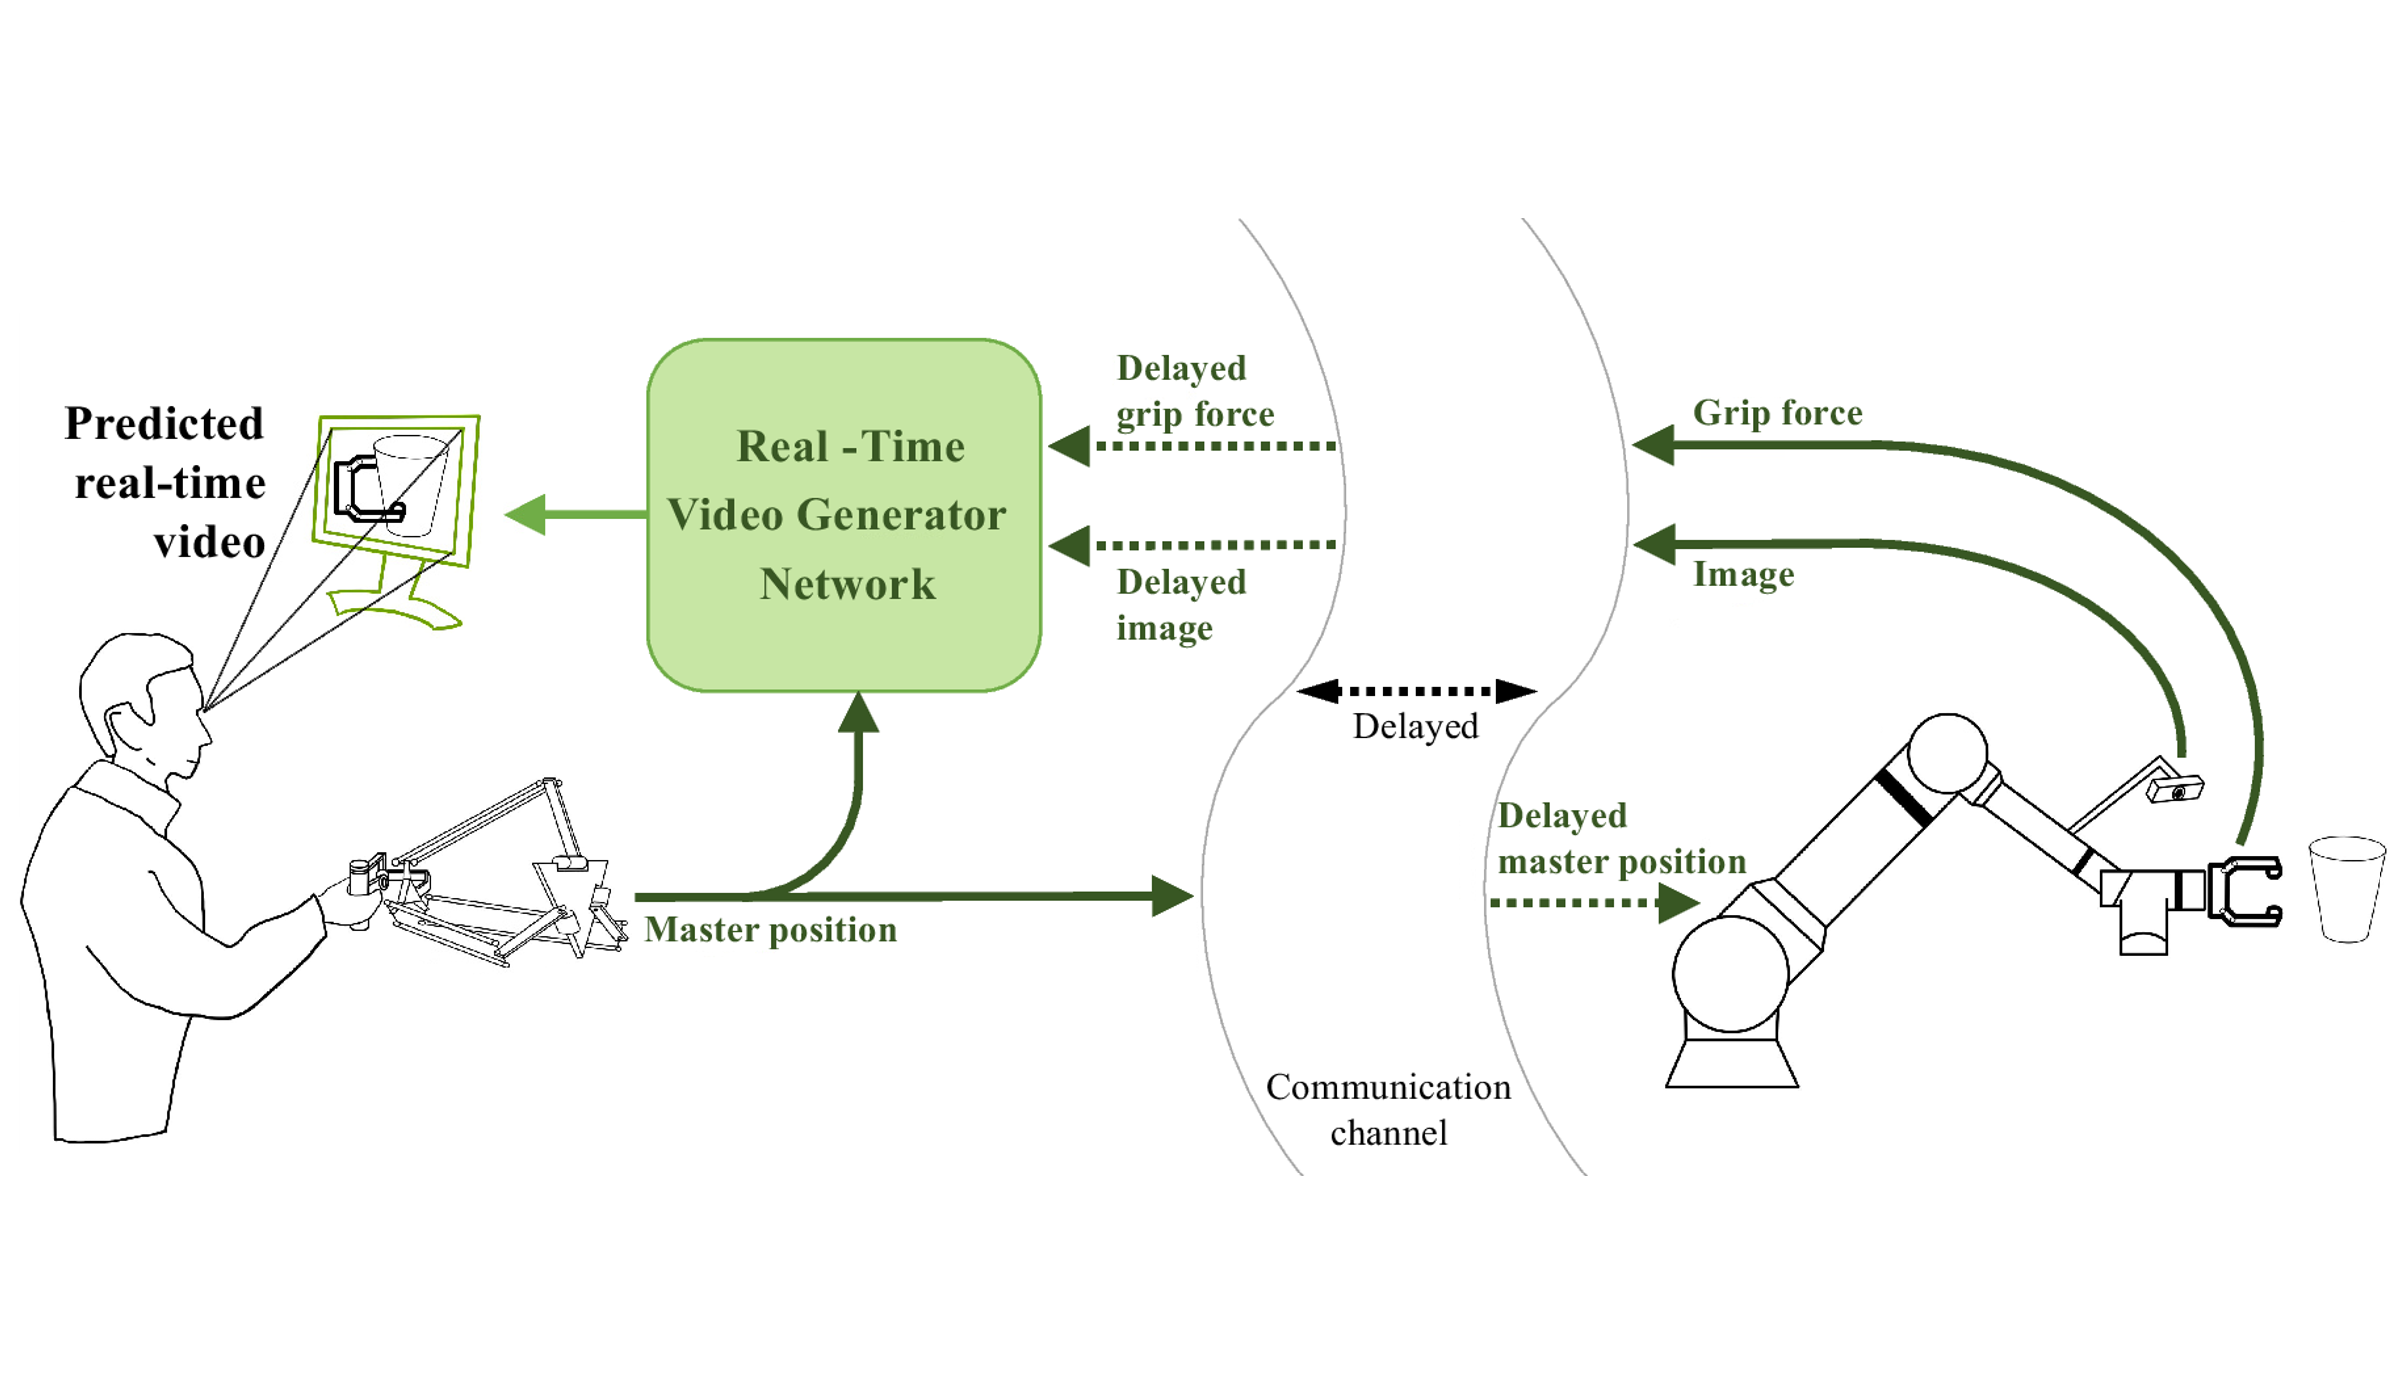 Predicted
real-time
video
Real -Time
Video Generator
Network
Delayed
grip force
Delayed
image
Grip force
Image
Delayed
Delayed
master position
Master position
Communication
channel